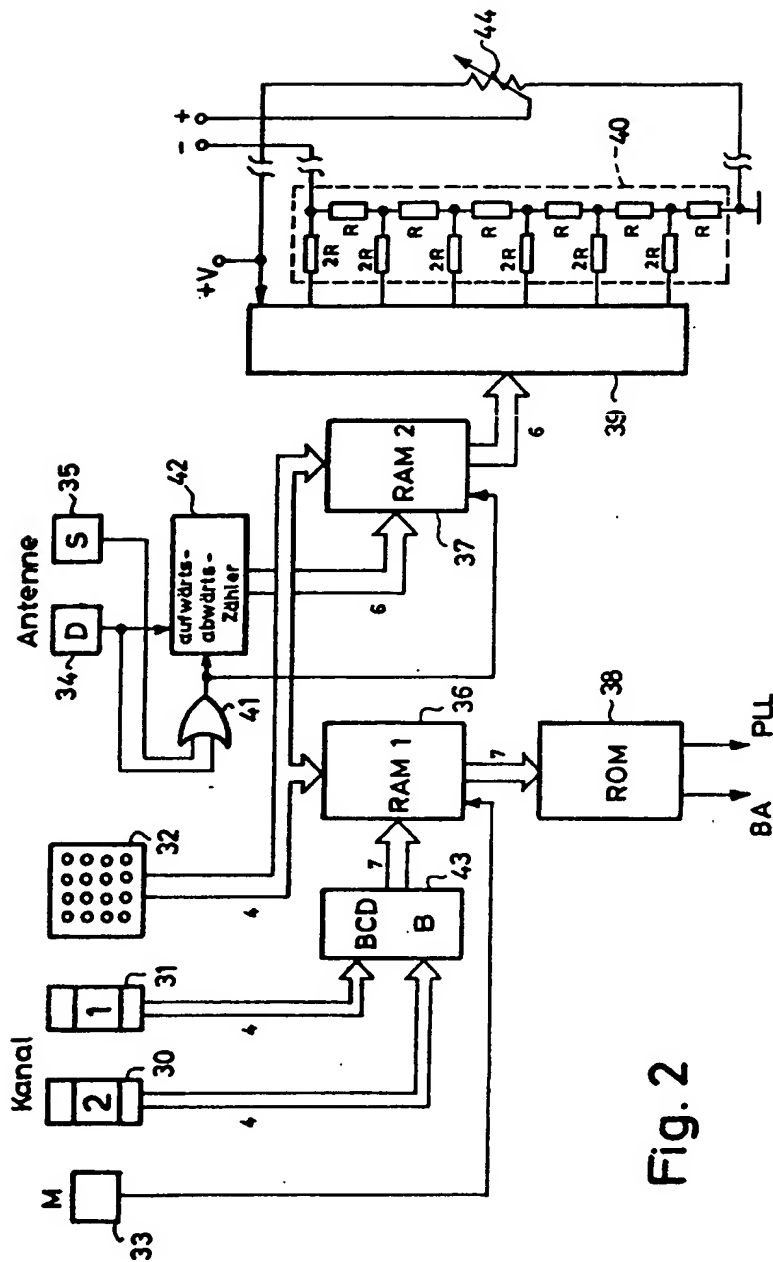 Kanal
Antenne
M
33
2
30
1
31
32
D
34
S
35
4
4
4
41
42
aufwärts-
abwärts-
Zähler
BCD
B
43
7
RAM 1
36
7
ROM
38
BA
PLL
6
RAM 2
37
6
39
+V
-
+
2R
2R
2R
2R
2R
2R
R
R
R
R
R
R
40
44
Fig. 2